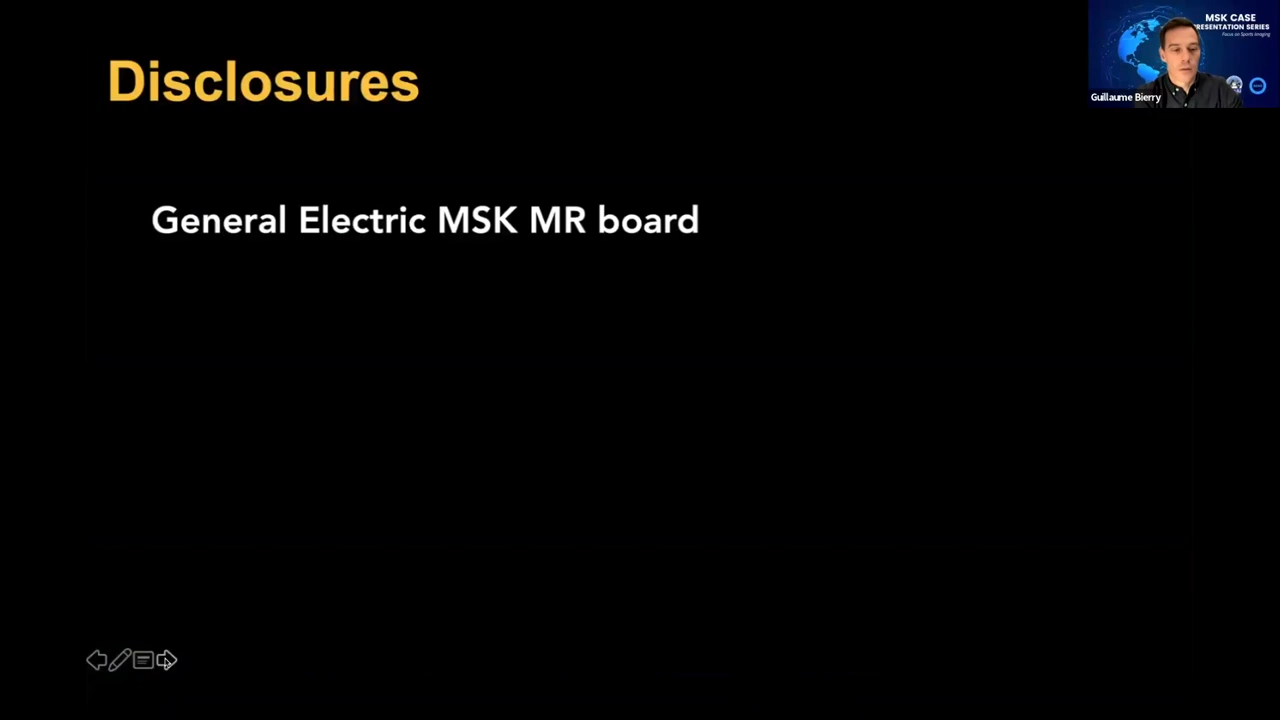 Disclosures
General Electric MSK MR board
MSK CASE
PRESENTATION SERIES
Focus on Sports Imaging
Guillaume Bierry